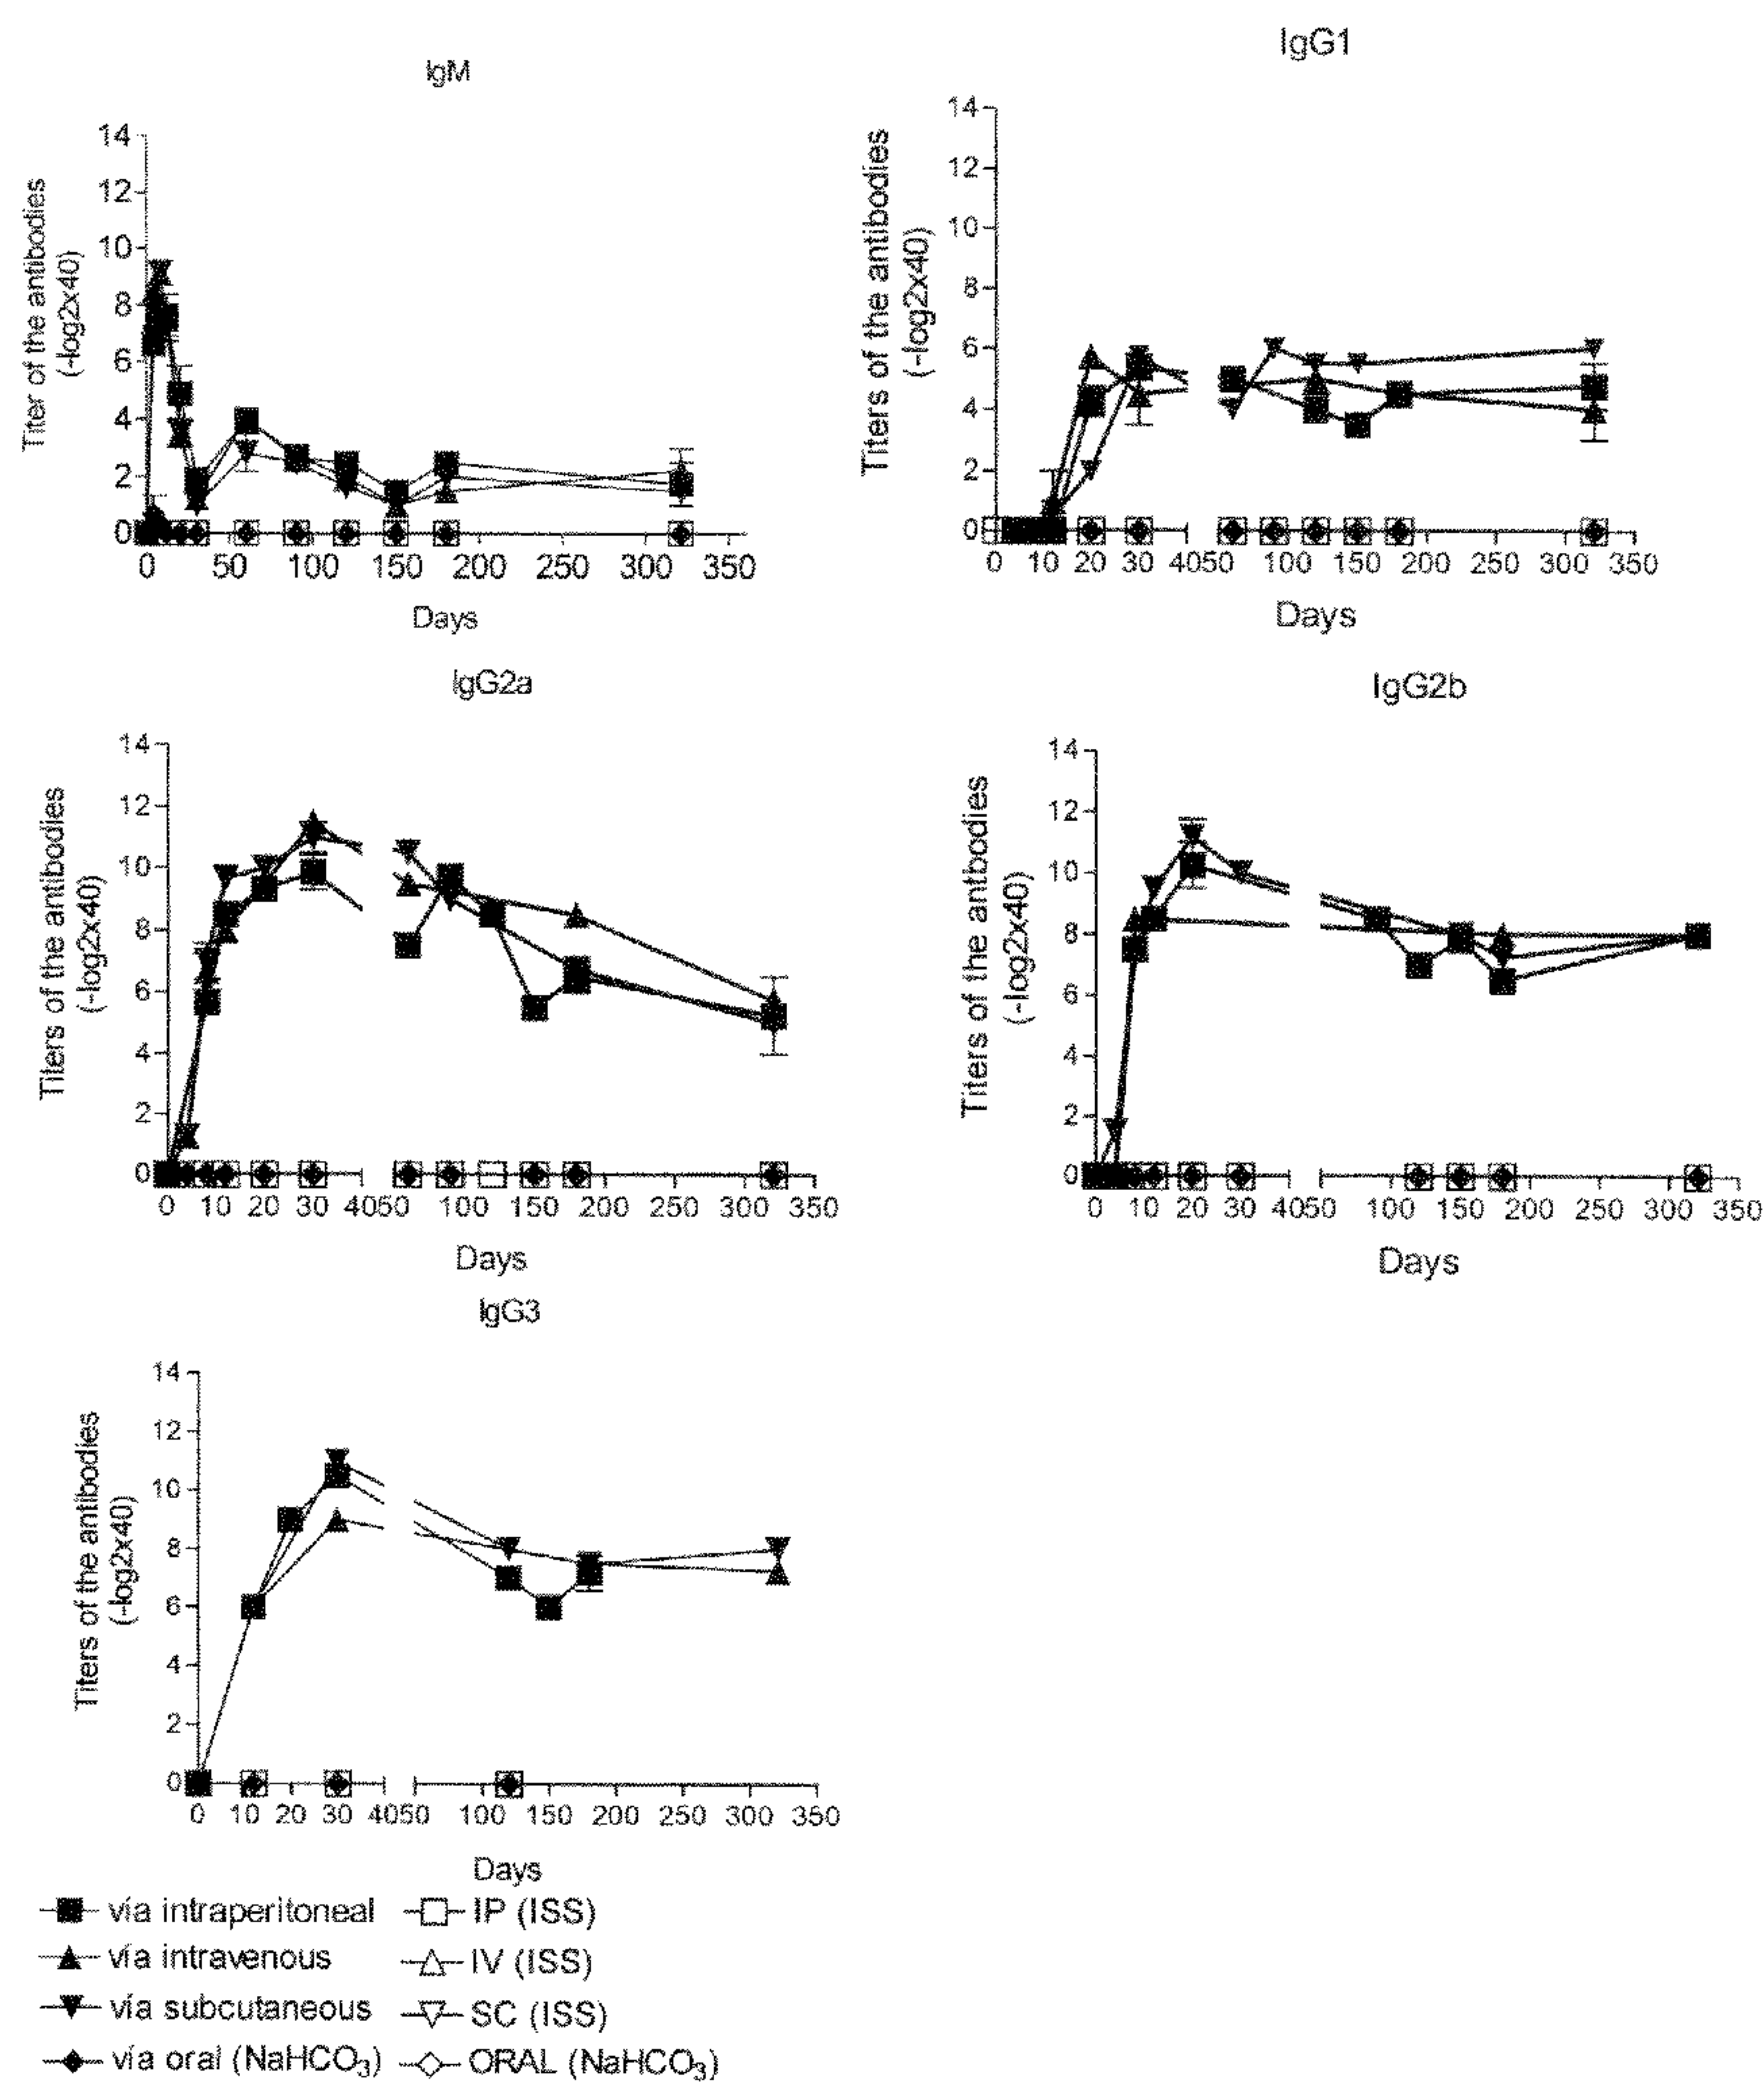 IgM
Titer of the antibodies
(-log2x40)
14
12
10
8
6
4
2
0
0 50 100 150 200 250 300 350
Days
IgG1
Titers of the antibodies
(-log2x40)
14
12
10
8
6
4
2
0
0 10 20 30 4050 100 150 200 250 300 350
Days
IgG2a
Titers of the antibodies
(-log2x40)
14
12
10
8
6
4
2
0
0 10 20 30 4050 100 150 200 250 300 350
Days
IgG2b
Titers of the antbodies
(-log2x40)
14
12
10
8
6
4
2
0
0 10 20 30 4050 100 150 200 250 300 350
Days
IgG3
Titers of the antibodies
(-log2x40)
14
12
10
8
6
4
2
0
0 10 20 30 4050 100 150 200 250 300 350
Days
vía intraperitoneal IP (ISS)
vía intravenous IV (ISS)
vía subcutaneous SC (ISS)
vía oral (NaHCO3) ORAL (NaHCO3)